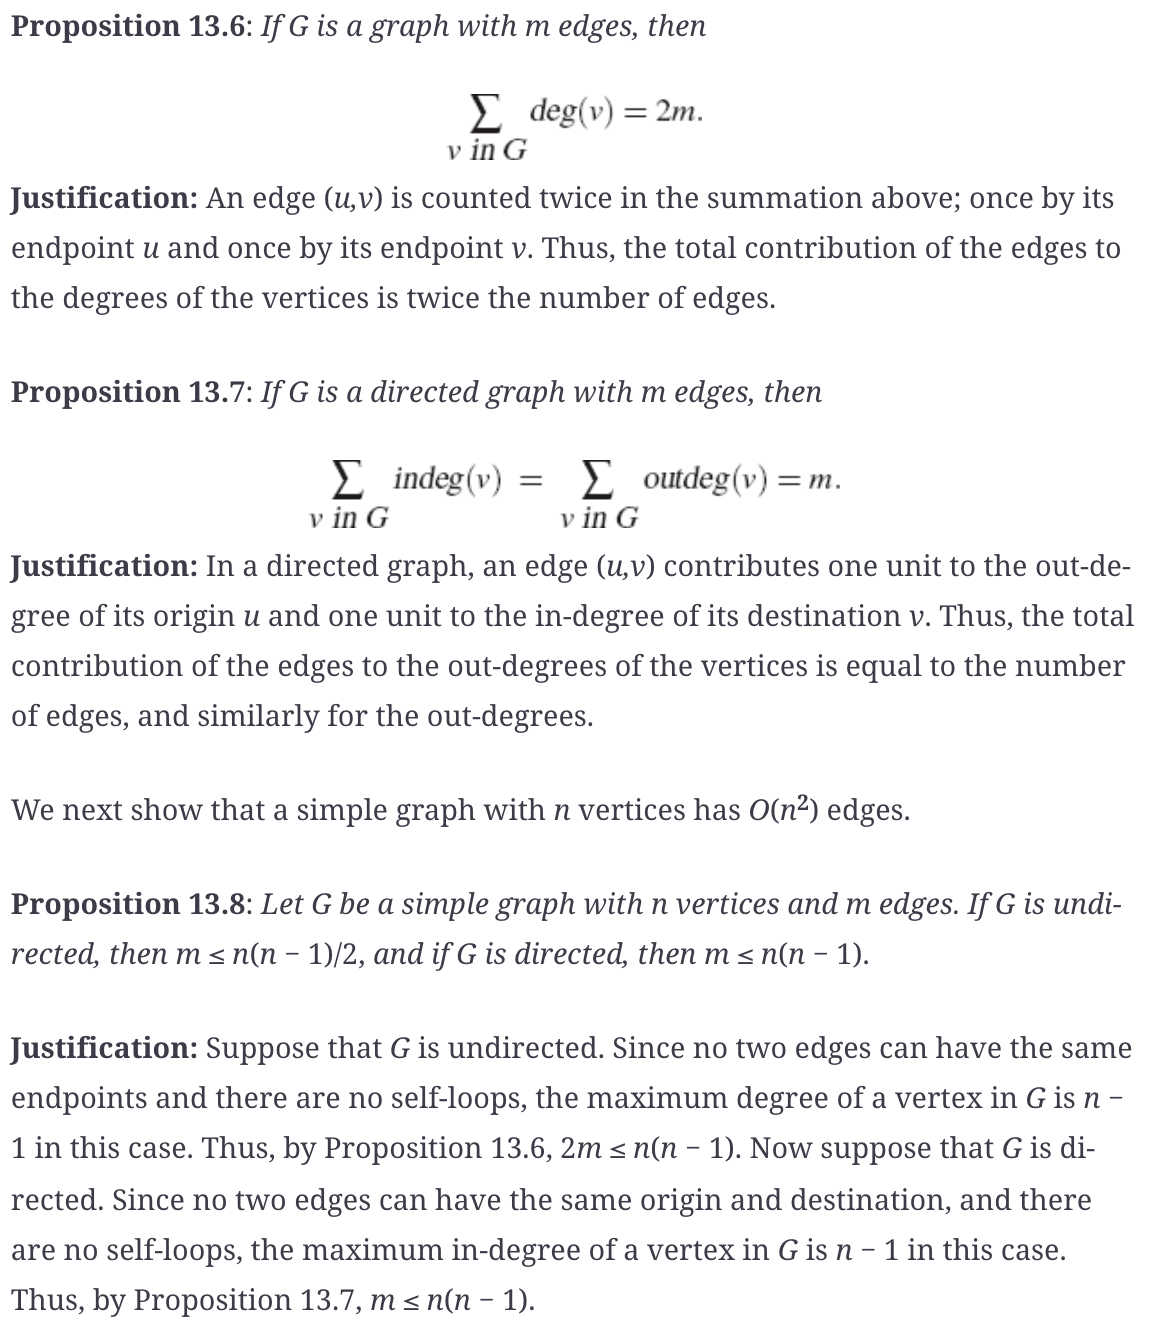 Proposition 13.6: If G is a graph with m edges, then
∑ deg(v) = 2m.
v in G
Justification: An edge (u,v) is counted twice in the summation above; once by its
endpoint u and once by its endpoint v. Thus, the total contribution of the edges to
the degrees of the vertices is twice the number of edges.
Proposition 13.7: If G is a directed graph with m edges, then
∑ indeg(v) = ∑ outdeg(v) = m.
v in G v in G
Justification: In a directed graph, an edge (u,v) contributes one unit to the out-de-
gree of its origin u and one unit to the in-degree of its destination v. Thus, the total
contribution of the edges to the out-degrees of the vertices is equal to the number
of edges, and similarly for the out-degrees.
We next show that a simple graph with n vertices has O(n²) edges.
Proposition 13.8: Let G be a simple graph with n vertices and m edges. If G is undi-
rected, then m ≤ n(n − 1)/2, and if G is directed, then m ≤ n(n − 1).
Justification: Suppose that G is undirected. Since no two edges can have the same
endpoints and there are no self-loops, the maximum degree of a vertex in G is n −
1 in this case. Thus, by Proposition 13.6, 2m ≤ n(n − 1). Now suppose that G is di-
rected. Since no two edges can have the same origin and destination, and there
are no self-loops, the maximum in-degree of a vertex in G is n − 1 in this case.
Thus, by Proposition 13.7, m ≤ n(n − 1).